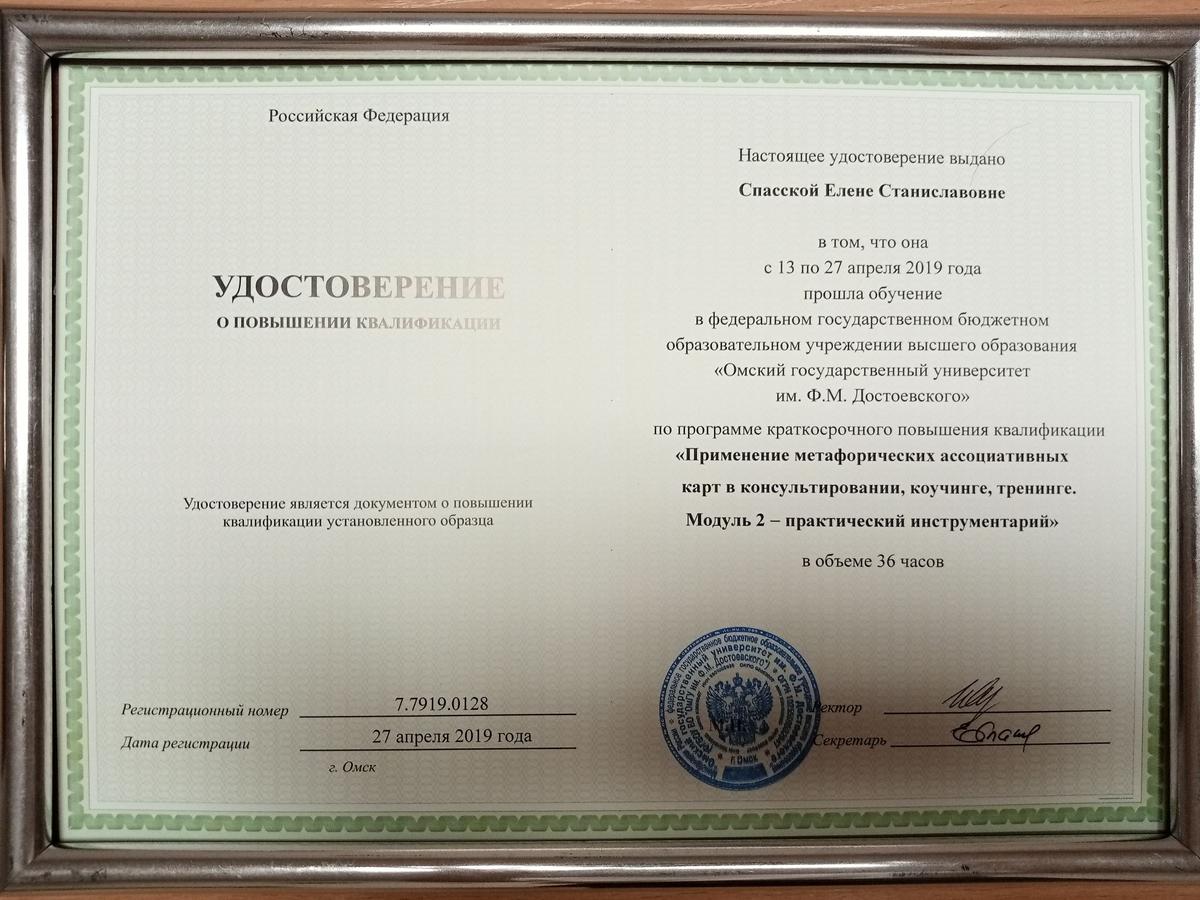 Российская Федерация
УДОСТОВЕРЕНИЕ
О ПОВЫШЕНИИ КВАЛИФИКАЦИИ
Удостоверение является документом о повышении
квалификации установленного образца
Регистрационный номер 7.7919.0128
Дата регистрации 27 апреля 2019 года
г. Омск
Настоящее удостоверение выдано
Спасской Елене Станиславовне
в том, что она
с 13 по 27 апреля 2019 года
прошла обучение
в федеральном государственном бюджетном
образовательном учреждении высшего образования
«Омский государственный университет
им. Ф.М. Достоевского»
по программе краткосрочного повышения квалификации
«Применение метафорических ассоциативных
карт в консультировании, коучинге, тренинге.
Модуль 2 – практический инструментарий»
в объеме 36 часов
Ректор
Секретарь
г. Омск